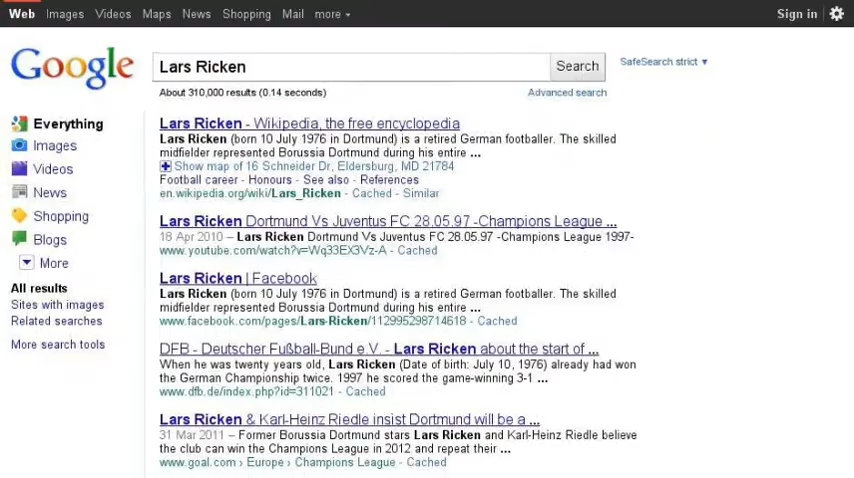 Web Images Videos Maps News Shopping Mail more Sign in
Google
Lars Ricken Search SafeSearch strict ▼
About 310,000 results (0.14 seconds) Advanced search
Everything
Images
Videos
News
Shopping
Blogs
More
All results
Sites with images
Related searches
More search tools
Lars Ricken - Wikipedia, the free encyclopedia
Lars Ricken (born 10 July 1976 in Dortmund) is a retired German footballer. The skilled
midfielder represented Borussia Dortmund during his entire ...
Show map of 16 Schneider Dr, Eldersburg, MD 21784
Football career - Honours - See also - References
en.wikipedia.org/wiki/Lars_Ricken - Cached - Similar
Lars Ricken Dortmund Vs Juventus FC 28.05.97 -Champions League ...
18 Apr 2010 – Lars Ricken Dortmund Vs Juventus FC 28.05.97 -Champions League 1997-
www.youtube.com/watch?v=Wq33EX3Vz-A - Cached
Lars Ricken | Facebook
Lars Ricken (born 10 July 1976 in Dortmund) is a retired German footballer. The skilled
midfielder represented Borussia Dortmund during his entire ...
www.facebook.com/pages/Lars-Ricken/112995298714618 - Cached
DFB - Deutscher Fußball-Bund e.V. - Lars Ricken about the start of ...
When he was twenty years old, Lars Ricken (Date of birth: July 10, 1976) already had won
the German Championship twice. 1997 he scored the game-winning 3-1 ...
www.dfb.de/index.php?id=311021 - Cached
Lars Ricken & Karl-Heinz Riedle insist Dortmund will be a ...
31 Mar 2011 – Former Borussia Dortmund stars Lars Ricken and Karl-Heinz Riedle believe
the club can win the Champions League in 2012 and repeat their ...
www.goal.com › Europe › Champions League - Cached